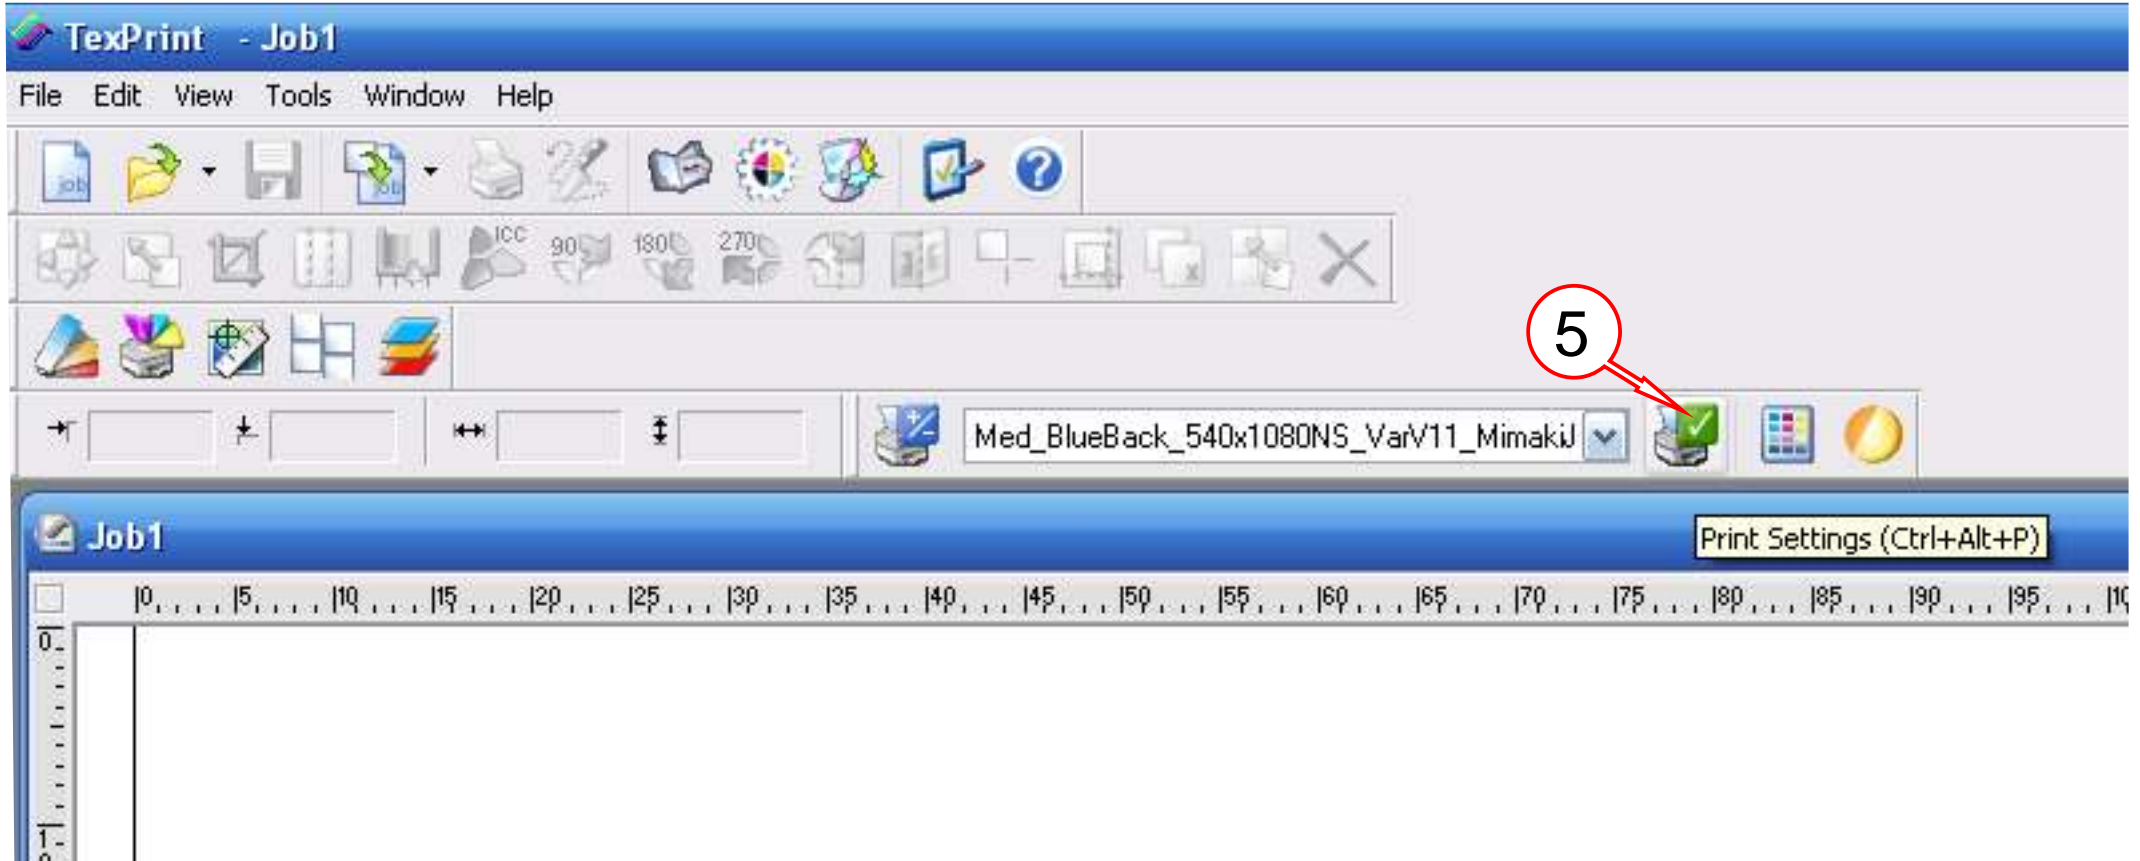 TexPrint - Job1
File Edit View Tools Window Help
job job
ICC 90 180 270
5
Med_BlueBack_540x1080NS_VarV11_MimakiJ
Job1
Print Settings (Ctrl+Alt+P)
0 5 10 15 20 25 30 35 40 45 50 55 60 65 70 75 80 85 90 95 10
0
1